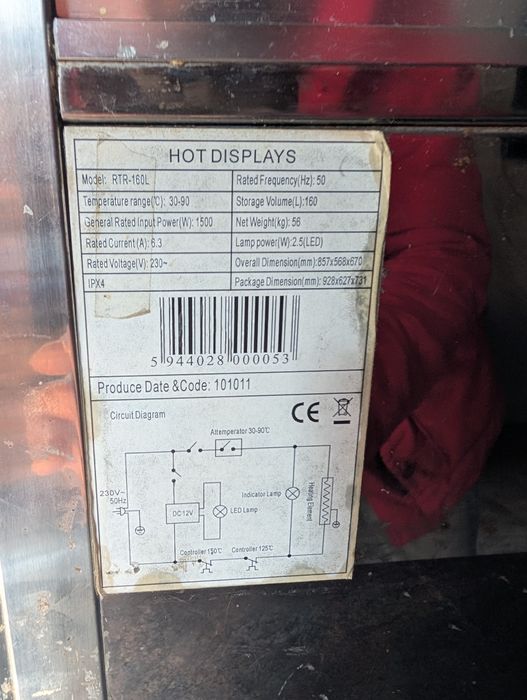 HOT DISPLAYS
Model: RTR-160L
Rated Frequency(Hz): 50
Temperature range(℃): 30-90
Storage Volume(L):160
General Rated Input Power(W): 1500
Net Weight(kg): 56
Rated Current(A): 6.3
Lamp power(W):2.5(LED)
Rated Voltage(V): 230~
Overall Dimension(mm):857x568x670
IPX4
Package Dimension(mm): 928x627x731
5 944028 000053
Produce Date &Code: 101011
Circuit Diagram
CE
Attemperator 30-90℃
230V~
50Hz
DC12V
LED Lamp
Indicator Lamp
Heating Element
Controller 150℃
Controller 125℃